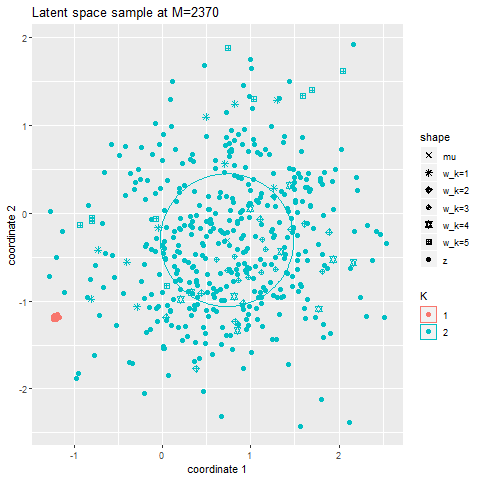 Latent space sample at M=2370
2
1
0
-1
-2
coordinate 2
-1
0
1
2
coordinate 1
shape
mu
w_k=1
w_k=2
w_k=3
w_k=4
w_k=5
z
K
1
2